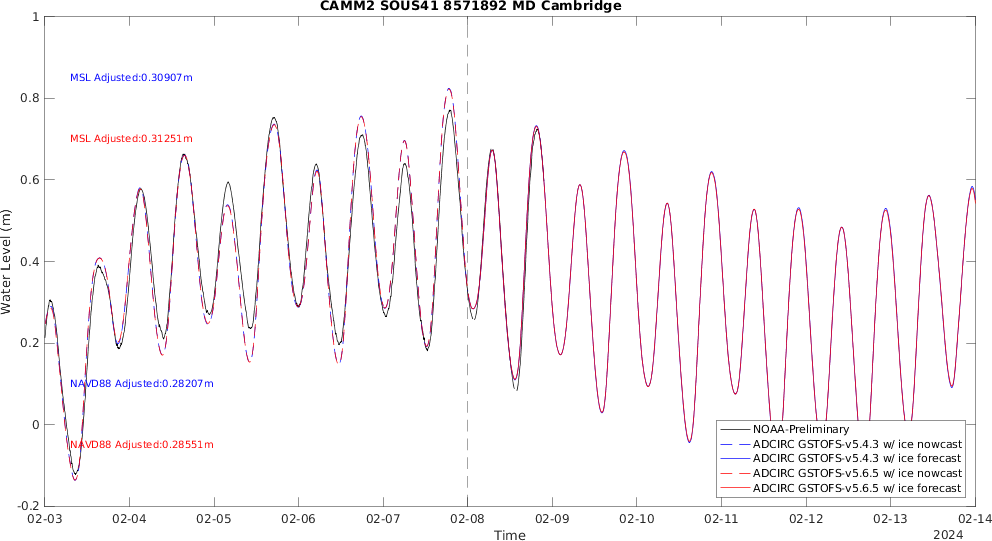 CAMM2 SOUS41 8571892 MD Cambridge
1
0.8
0.6
0.4
0.2
0
-0.2
Water Level (m)
MSL Adjusted:0.30907m
MSL Adjusted:0.31251m
NAVD88 Adjusted:0.28207m
NAVD88 Adjusted:0.28551m
NOAA-Preliminary
ADCIRC GSTOFS-v5.4.3 w/ ice nowcast
ADCIRC GSTOFS-v5.4.3 w/ ice forecast
ADCIRC GSTOFS-v5.6.5 w/ ice nowcast
ADCIRC GSTOFS-v5.6.5 w/ ice forecast
02-03 02-04 02-05 02-06 02-07 02-08 02-09 02-10 02-11 02-12 02-13 02-14
Time
2024